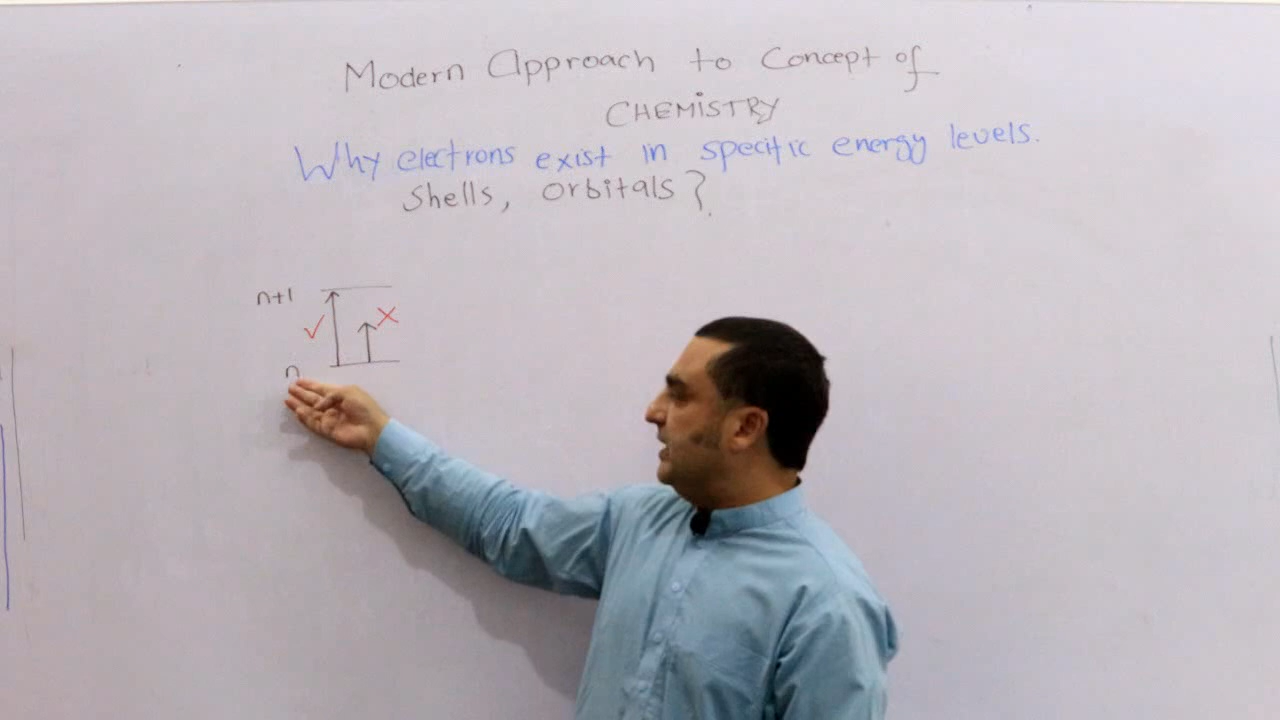 Modern Approach to Concept of
CHEMISTRY
Why electrons exist in specific energy levels.
Shells, Orbitals?
n+1
n